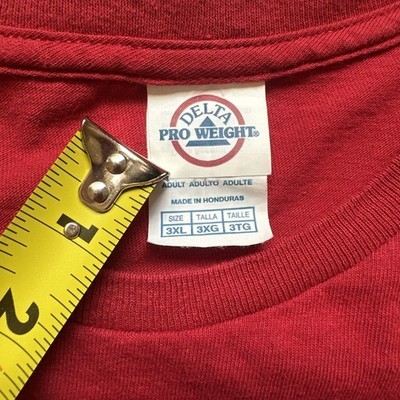 DELTA
PRO WEIGHT®
ADULT ADULTO ADULTE
MADE IN HONDURAS
SIZE TALLA TAILLE
3XL 3XG 3TG
1
2